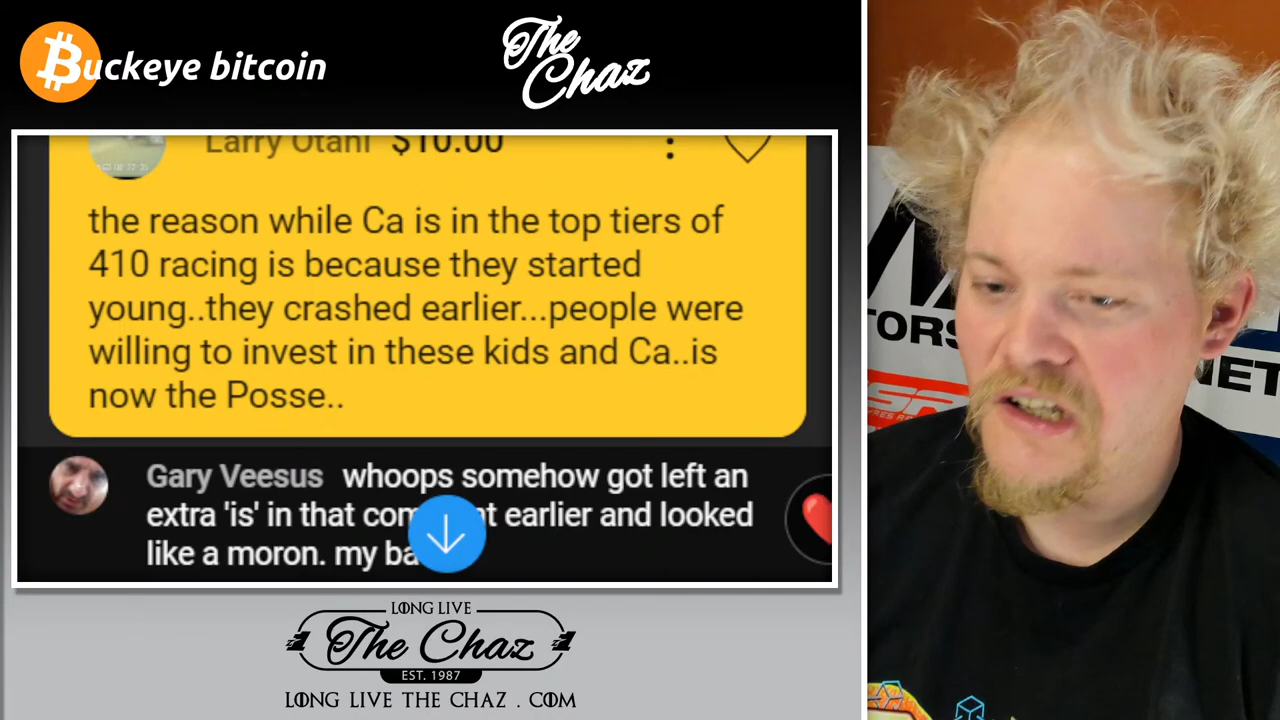 Buckeye bitcoin
The
Chaz
Larry Otani $10.00
the reason while Ca is in the top tiers of
410 racing is because they started
young..they crashed earlier...people were
willing to invest in these kids and Ca..is
now the Posse..
Gary Veesus whoops somehow got left an
extra 'is' in that com nt earlier and looked
like a moron. my ba
LONG LIVE
The Chaz
EST. 1987
LONG LIVE THE CHAZ . COM
TORS
NET